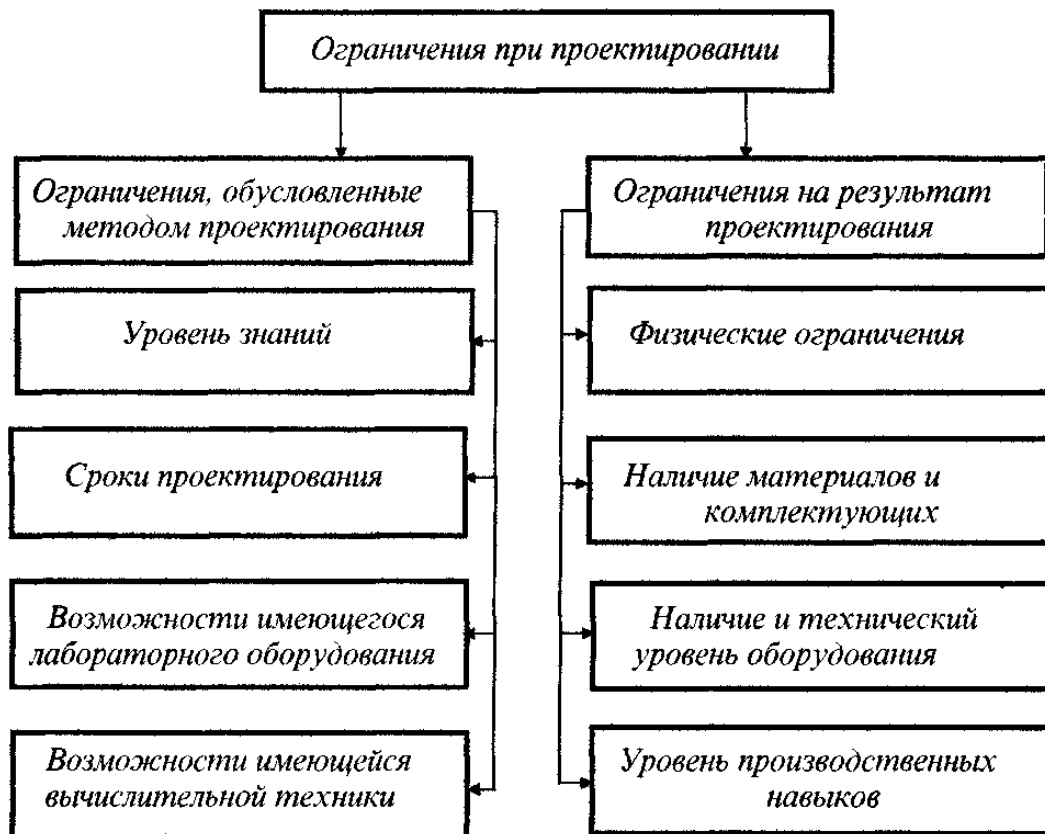 Ограничения при проектировании
Ограничения, обусловленные
методом проектирования
Уровень знаний
Сроки проектирования
Возможности имеющегося
лабораторного оборудования
Возможности имеющейся
вычислительной техники
Ограничения на результат
проектирования
Физические ограничения
Наличие материалов и
комплектующих
Наличие и технический
уровень оборудования
Уровень производственных
навыков